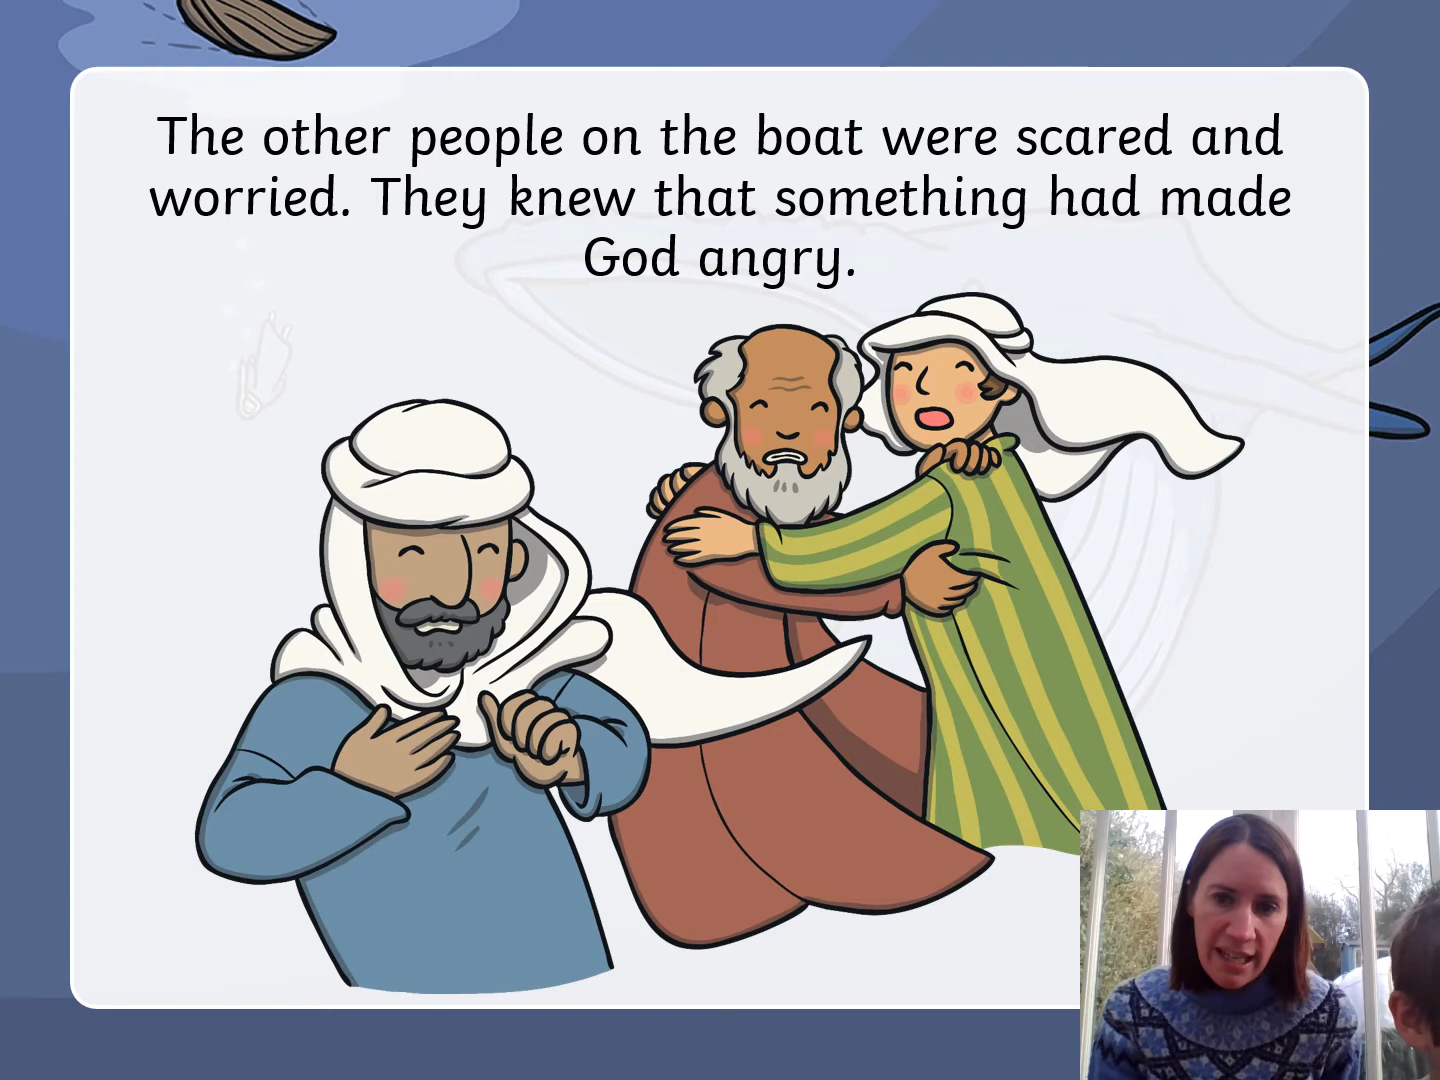 The other people on the boat were scared and
worried. They knew that something had made
God angry.